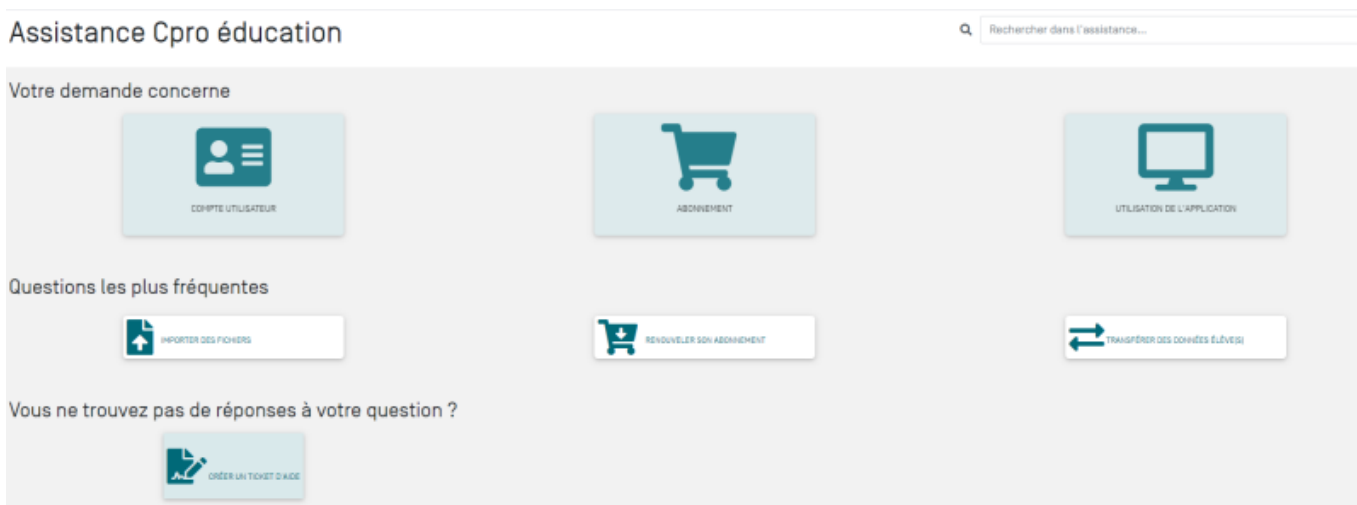 Assistance Cpro éducation
Rechercher dans l'assistance...
Votre demande concerne
COMPTE UTILISATEUR
ABONNEMENT
UTILISATION DE L'APPLICATION
Questions les plus fréquentes
IMPORTER DES FICHIERS
RENOUVELER SON ABONNEMENT
TRANSFÉRER DES DONNÉES ÉLÈVE(S)
Vous ne trouvez pas de réponses à votre question ?
CRÉER UN TICKET D'AIDE